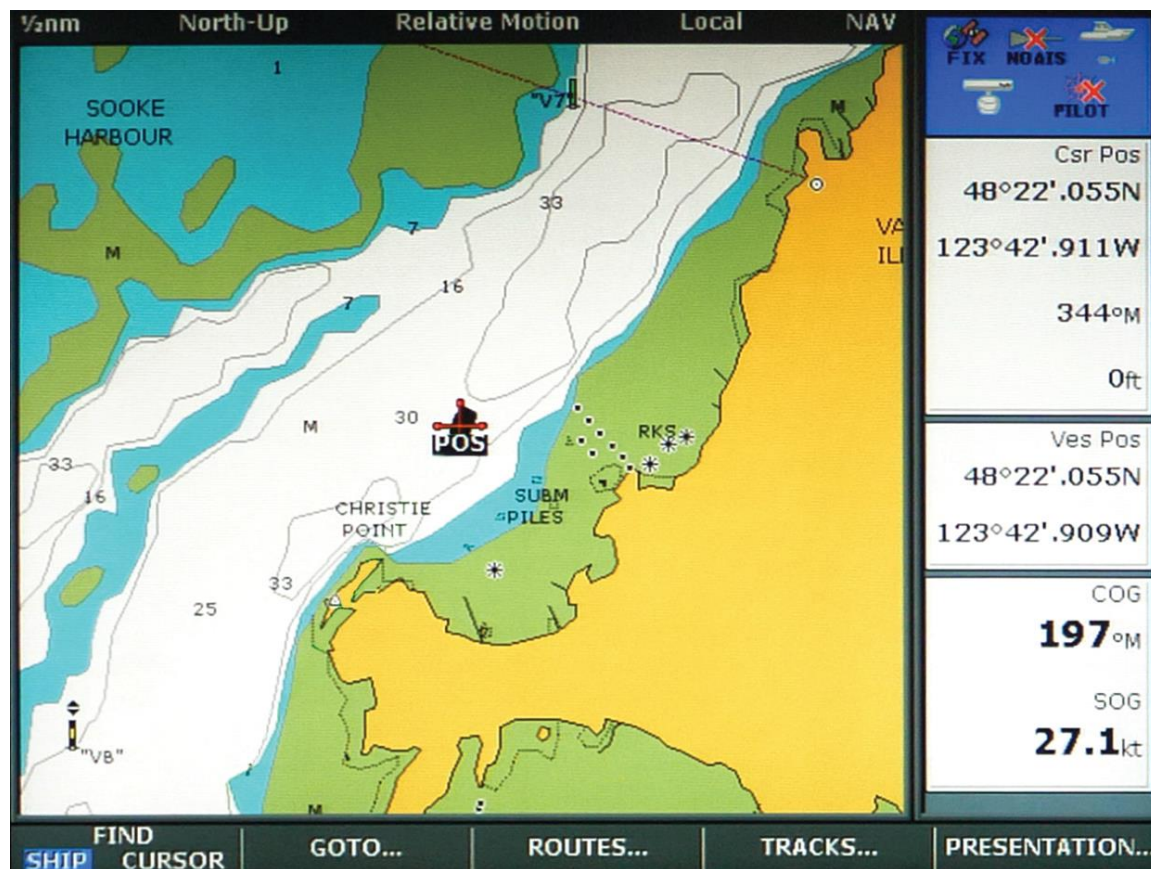 ½nm North-Up Relative Motion Local NAV
FIX NOAIS
PILOT
Csr Pos
48°22'.055N
123°42'.911W
344°M
0ft
Ves Pos
48°22'.055N
123°42'.909W
COG
197°M
SOG
27.1kt
1
SOOKE
HARBOUR
"V7"
M
33
7
VA
M
ILI
16
7
30
M
POS
RKS
33
16
SUBM
PILES
CHRISTIE
POINT
33
25
"V8"
M
FIND
SHIP CURSOR
GOTO...
ROUTES...
TRACKS...
PRESENTATION...